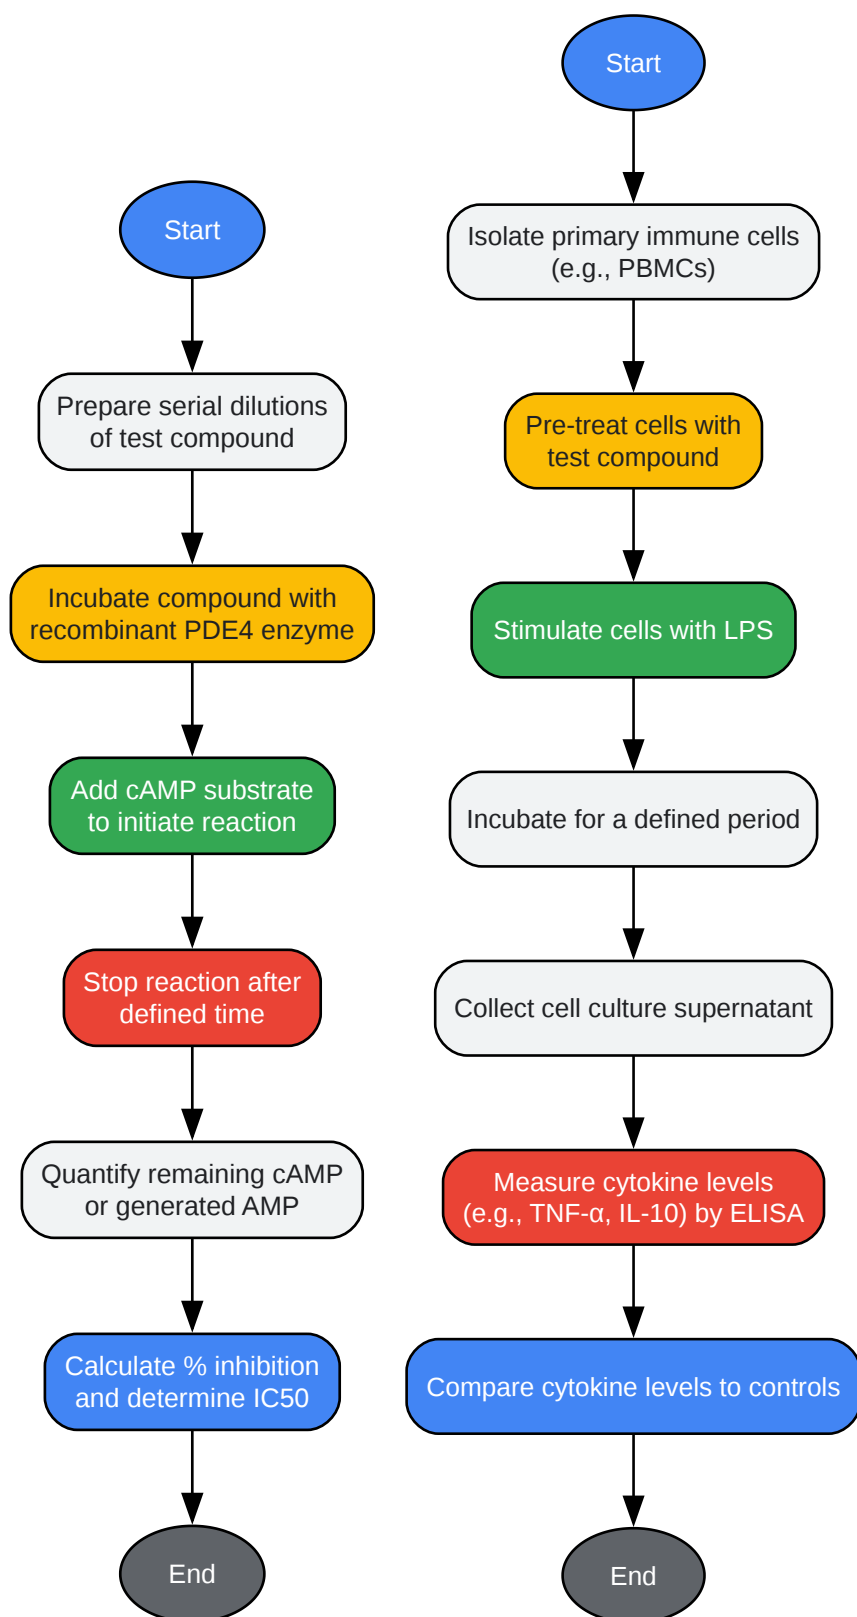 Start
Prepare serial dilutions
of test compound
Incubate compound with
recombinant PDE4 enzyme
Add cAMP substrate
to initiate reaction
Stop reaction after
defined time
Quantify remaining cAMP
or generated AMP
Calculate % inhibition
and determine IC50
End
Start
Isolate primary immune cells
(e.g., PBMCs)
Pre-treat cells with
test compound
Stimulate cells with LPS
Incubate for a defined period
Collect cell culture supernatant
Measure cytokine levels
(e.g., TNF-α, IL-10) by ELISA
Compare cytokine levels to controls
End